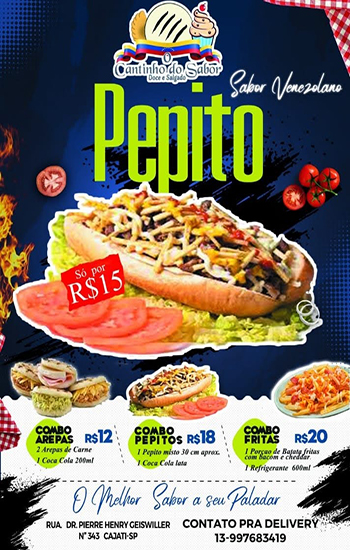 O
Cantinho do Sabor
Doce e Salgado
Sabor Venezolano
Pepito
Só por
R$15
COMBO
AREPAS R$12
2 Arepas de Carne
1 Coca Cola 200ml
COMBO
PEPITOS R$18
1 Pepito misto 30 cm aprox.
1 Coca Cola lata
COMBO
FRITAS R$20
1 Porçao de Batata fritas
com bacom e cheddar.
1 Refrigerante 600ml
O Melhor Sabor a seu Paladar
RUA. DR. PIERRE HENRY GEISWILLER
N° 343 CAJATI-SP
CONTATO PRA DELIVERY
13-997683419